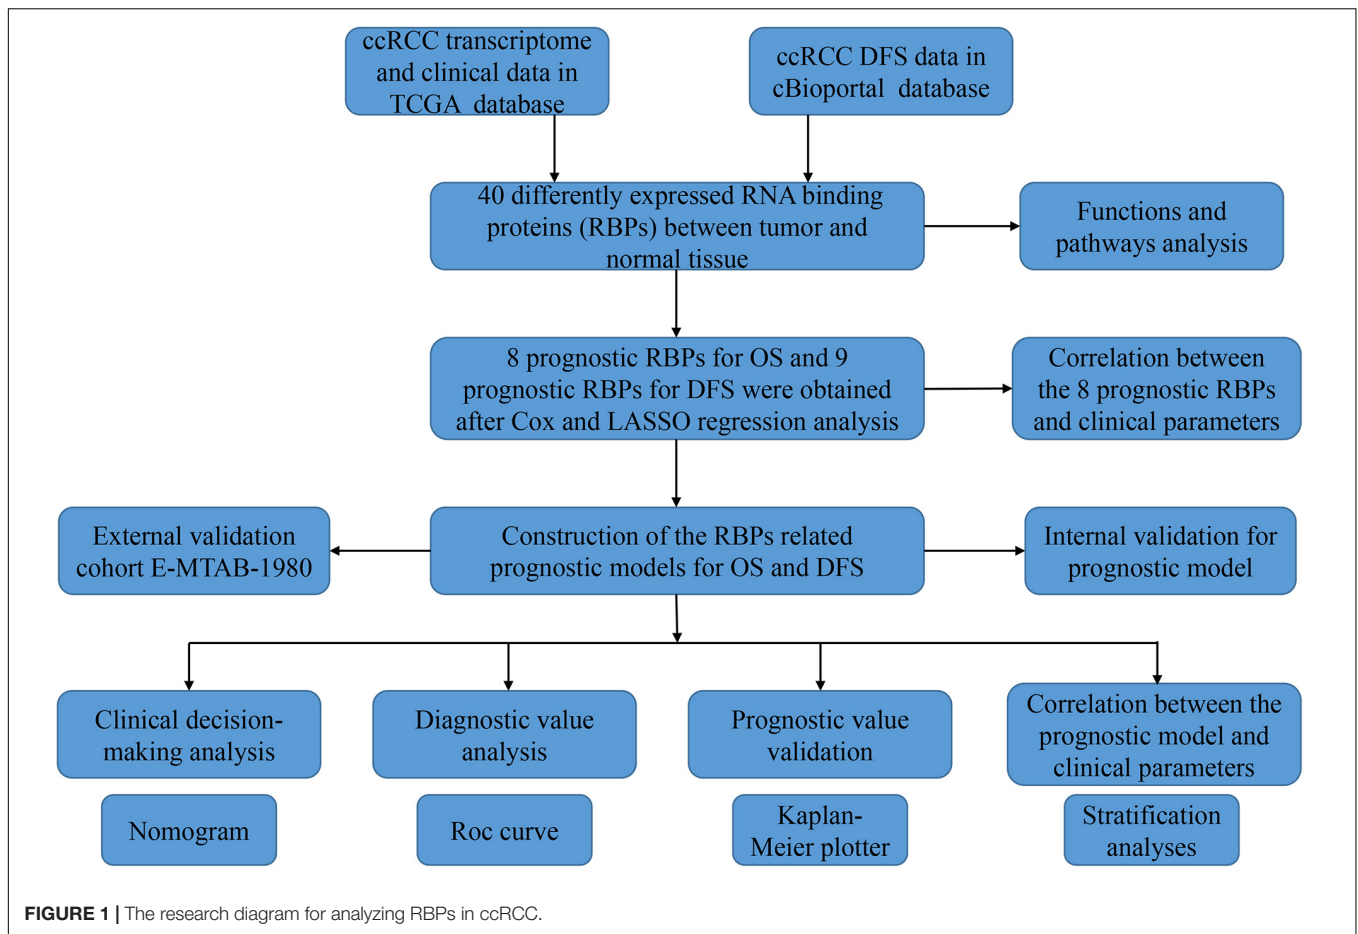 ccRCC transcriptome
and clinical data in
TCGA database
ccRCC DFS data in
cBioportal database
40 differently expressed RNA binding
proteins (RBPs) between tumor and
normal tissue
Functions and
pathways analysis
8 prognostic RBPs for OS and 9
prognostic RBPs for DFS were obtained
after Cox and LASSO regression analysis
Correlation between
the 8 prognostic RBPs
and clinical parameters
External validation
cohort E-MTAB-1980
Construction of the RBPs related
prognostic models for OS and DFS
Internal validation for
prognostic model
Clinical decision-
making analysis
Diagnostic value
analysis
Prognostic value
validation
Correlation between the
prognostic model and
clinical parameters
Nomogram
Roc curve
Kaplan-
Meier plotter
Stratification
analyses
FIGURE 1 | The research diagram for analyzing RBPs in ccRCC.